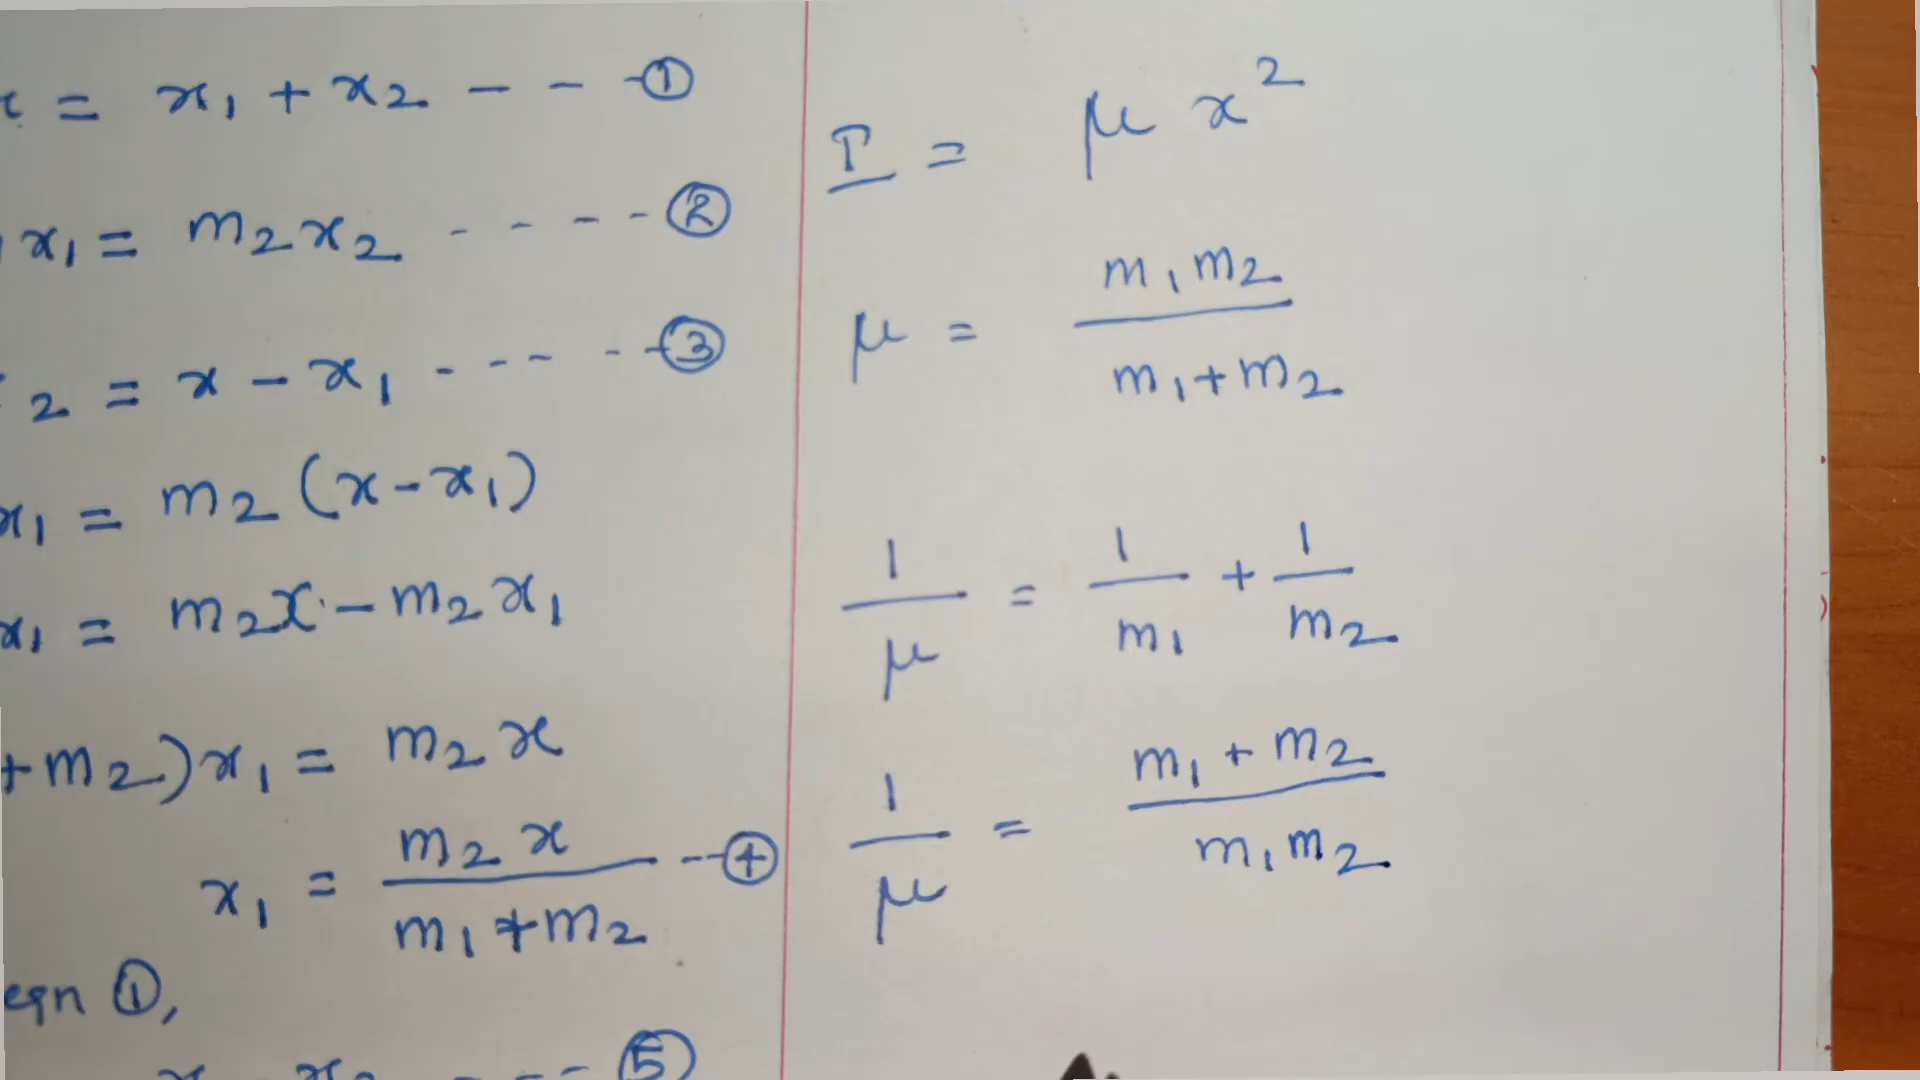 = x₁ + x₂ - - - ①
x₁ = m₂x₂ - - - - - ②
₂ = x - x₁ - - - - - ③
x₁ = m₂ (x - x₁)
x₁ = m₂x - m₂x₁
+ m₂) x₁ = m₂x
x₁ = m₂x / m₁ + m₂ - - - ④
eqn ①,
⑤
I = μx²
μ = m₁m₂ / m₁ + m₂
1/μ = 1/m₁ + 1/m₂
1/μ = m₁ + m₂ / m₁m₂